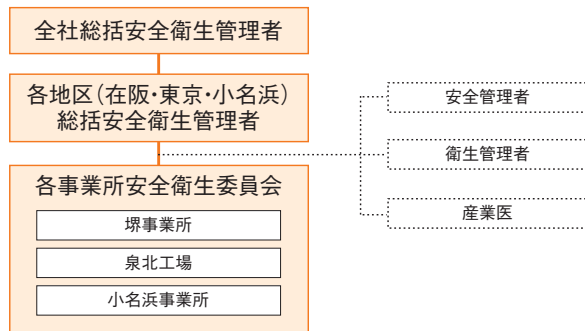 全社総括安全衛生管理者
各地区（在阪・東京・小名浜）
総括安全衛生管理者
各事業所安全衛生委員会
堺事業所
泉北工場
小名浜事業所
安全管理者
衛生管理者
産業医